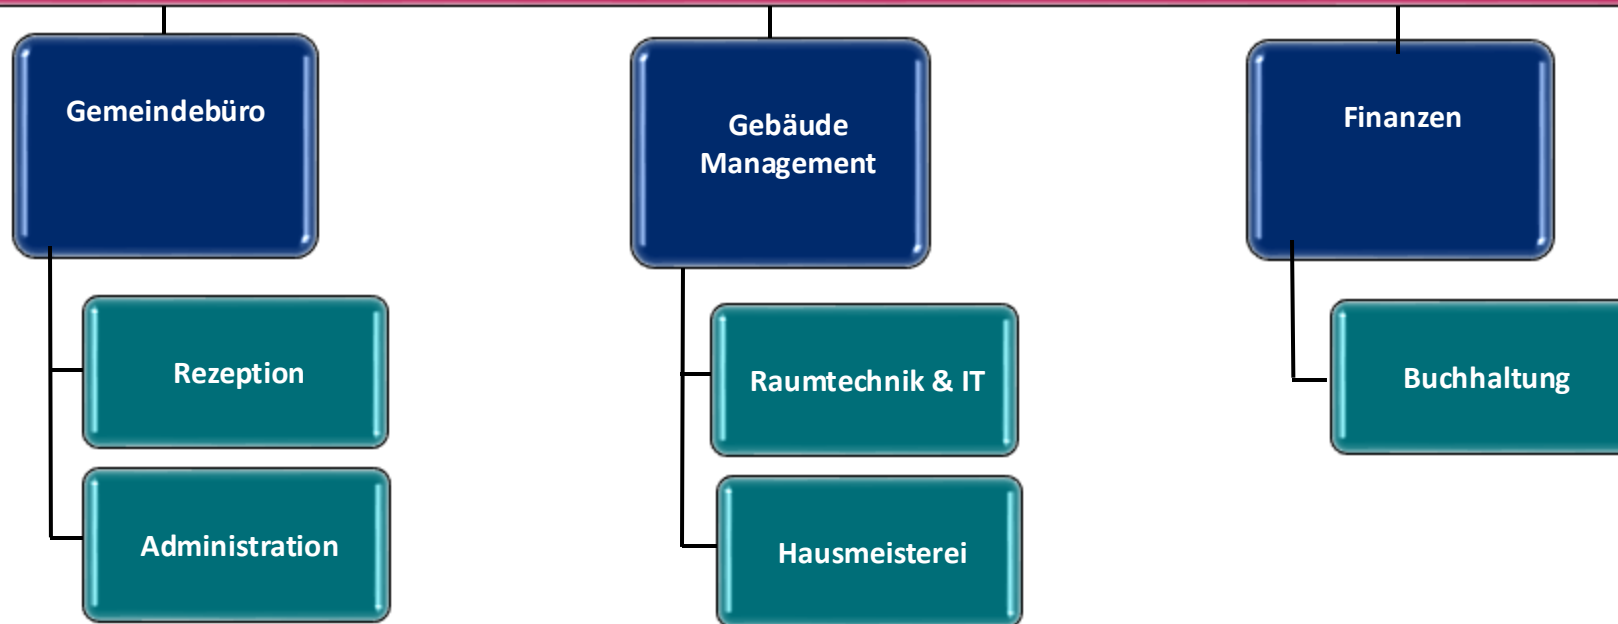 Gemeindebüro
Gebäude
Management
Finanzen
Rezeption
Raumtechnik & IT
Buchhaltung
Administration
Hausmeisterei